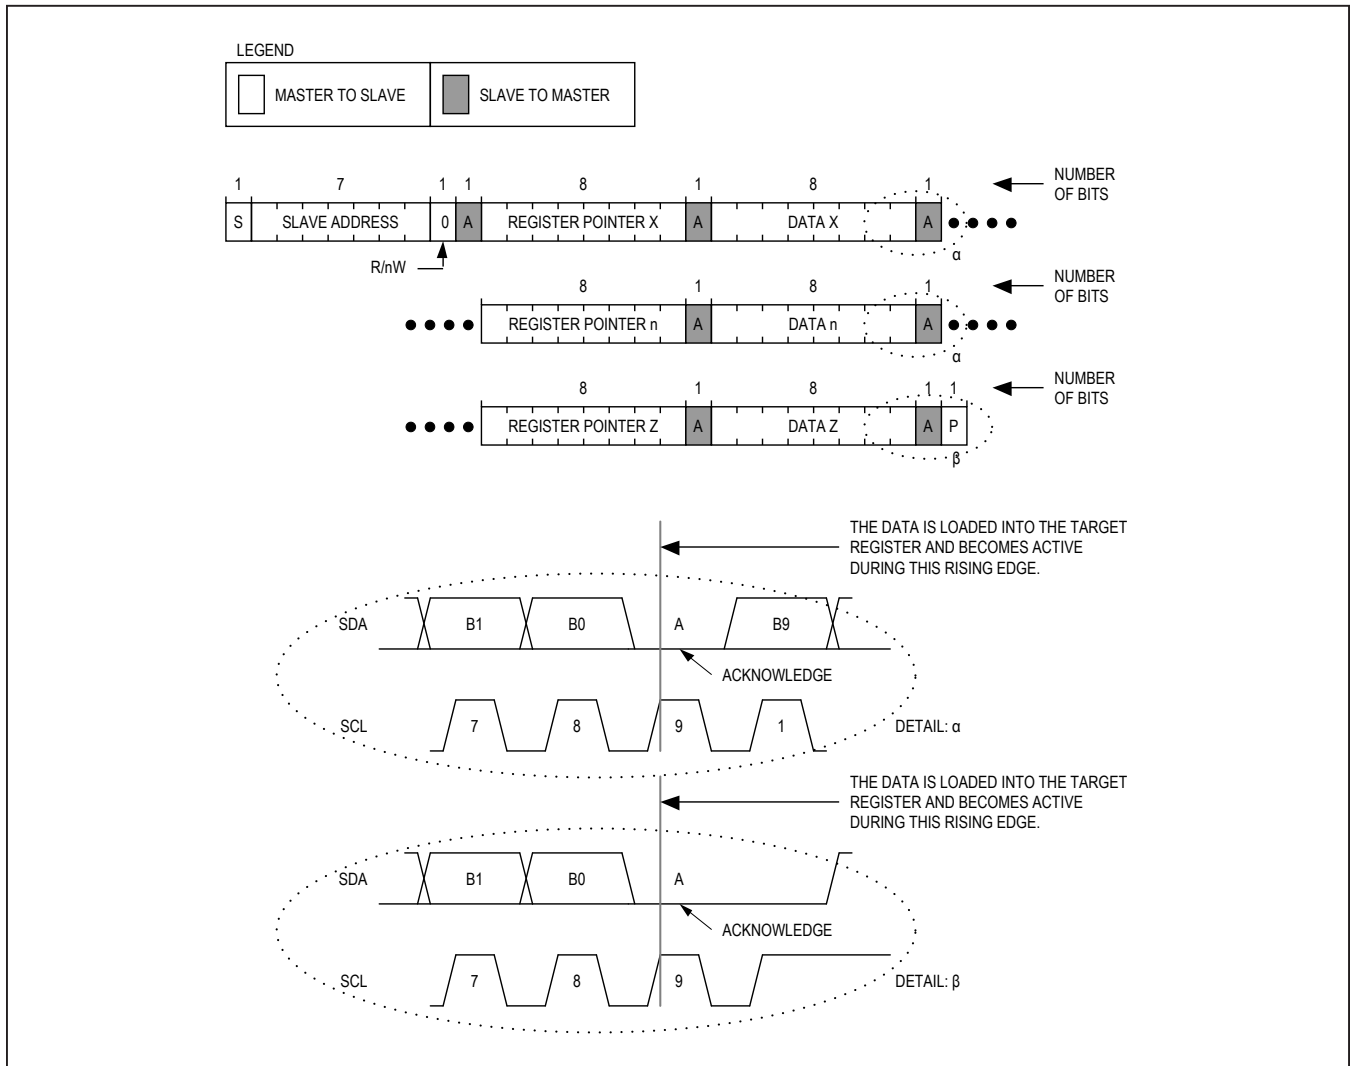 LEGEND
MASTER TO SLAVE
SLAVE TO MASTER
1 7 1 1 8 1 8 1
NUMBER
OF BITS
S SLAVE ADDRESS 0 A REGISTER POINTER X A DATA X A
α
R/nW
8 1 8 1
NUMBER
OF BITS
REGISTER POINTER n A DATA n A
α
8 1 8 1 1
NUMBER
OF BITS
REGISTER POINTER Z A DATA Z A P
β
THE DATA IS LOADED INTO THE TARGET
REGISTER AND BECOMES ACTIVE
DURING THIS RISING EDGE.
SDA B1 B0 A B9
ACKNOWLEDGE
SCL 7 8 9 1 DETAIL: α
THE DATA IS LOADED INTO THE TARGET
REGISTER AND BECOMES ACTIVE
DURING THIS RISING EDGE.
SDA B1 B0 A
ACKNOWLEDGE
SCL 7 8 9 DETAIL: β